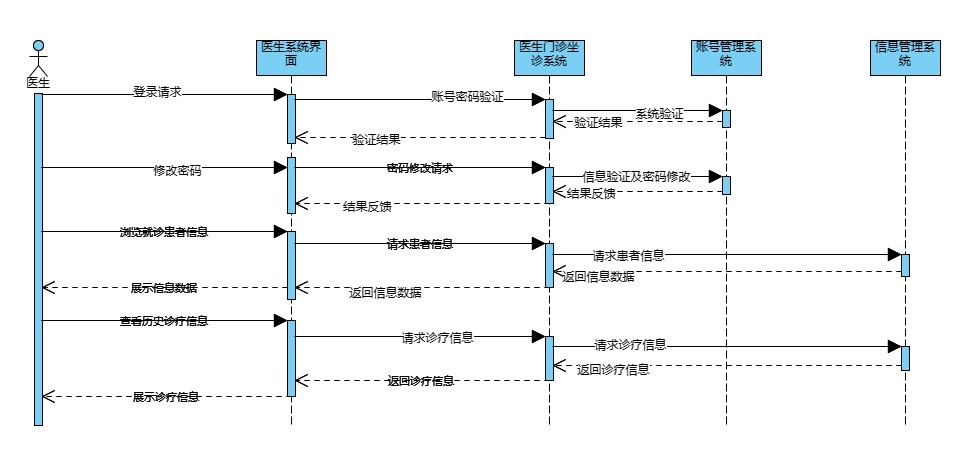 医生
医生系统界
面
医生门诊坐
诊系统
账号管理系
统
信息管理系
统
登录请求
账号密码验证
系统验证
验证结果
验证结果
修改密码
密码修改请求
信息验证及密码修改
结果反馈
结果反馈
浏览就诊患者信息
请求患者信息
请求患者信息
返回信息数据
返回信息数据
展示信息数据
查看历史诊疗信息
请求诊疗信息
请求诊疗信息
返回诊疗信息
返回诊疗信息
展示诊疗信息